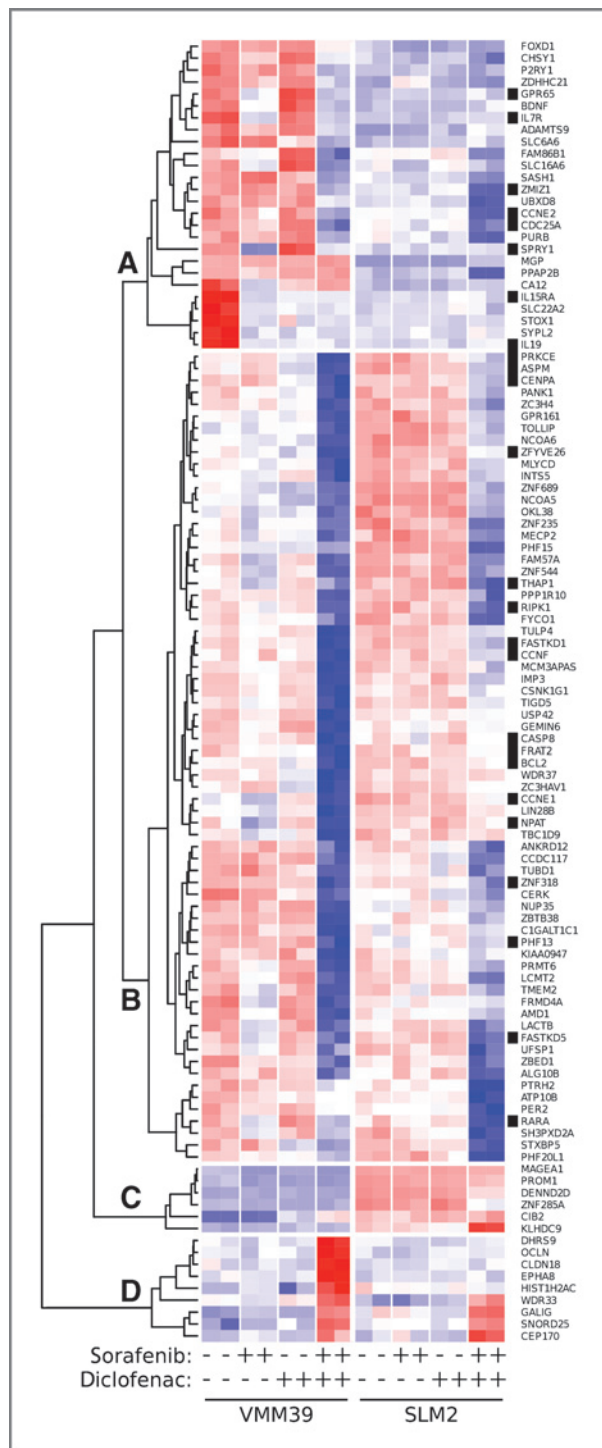 FOXD1
CHSY1
P2RY1
ZDHHC21
GPR65
BDNF
IL7R
ADAMTS9
SLC6A6
FAM86B1
SLC16A6
SASH1
ZMIZ1
UBXD8
CCNE2
CDC25A
PURB
SPRY1
A
MGP
PPAP2B
CA12
IL15RA
SLC22A2
STOX1
SYPL2
IL19
PRKCE
ASPM
CENPA
PANK1
ZC3H4
GPR161
TOLLIP
NCOA6
ZFYVE26
MLYCD
INTS5
ZNF689
NCOA5
OKL38
ZNF235
MECP2
PHF15
FAM57A
ZNF544
THAP1
PPP1R10
RIPK1
FYCO1
TULP4
FASTKD1
CCNF
MCM3APAS
IMP3
CSNK1G1
TIGD5
USP42
GEMIN6
CASP8
FRAT2
BCL2
WDR37
ZC3HAV1
CCNE1
LIN28B
NPAT
TBC1D9
ANKRD12
CCDC117
TUBD1
ZNF318
CERK
NUP35
ZBTB38
C1GALT1C1
PHF13
KIAA0947
PRMT6
LCMT2
TMEM2
B
FRMD4A
AMD1
LACTB
FASTKD5
UFSP1
ZBED1
ALG10B
PTRH2
ATP10B
PER2
RARA
SH3PXD2A
STXBP5
PHF20L1
MAGEA1
PROM1
C
DENND2D
ZNF285A
CIB2
KLHDC9
DHRS9
OCLN
CLDN18
D
EPHA8
HIST1H2AC
WDR33
GALIG
SNORD25
CEP170
Sorafenib: - - + + - - + + - - + + - - + +
Diclofenac: - - - - + + + + - - - - + + + +
VMM39 SLM2